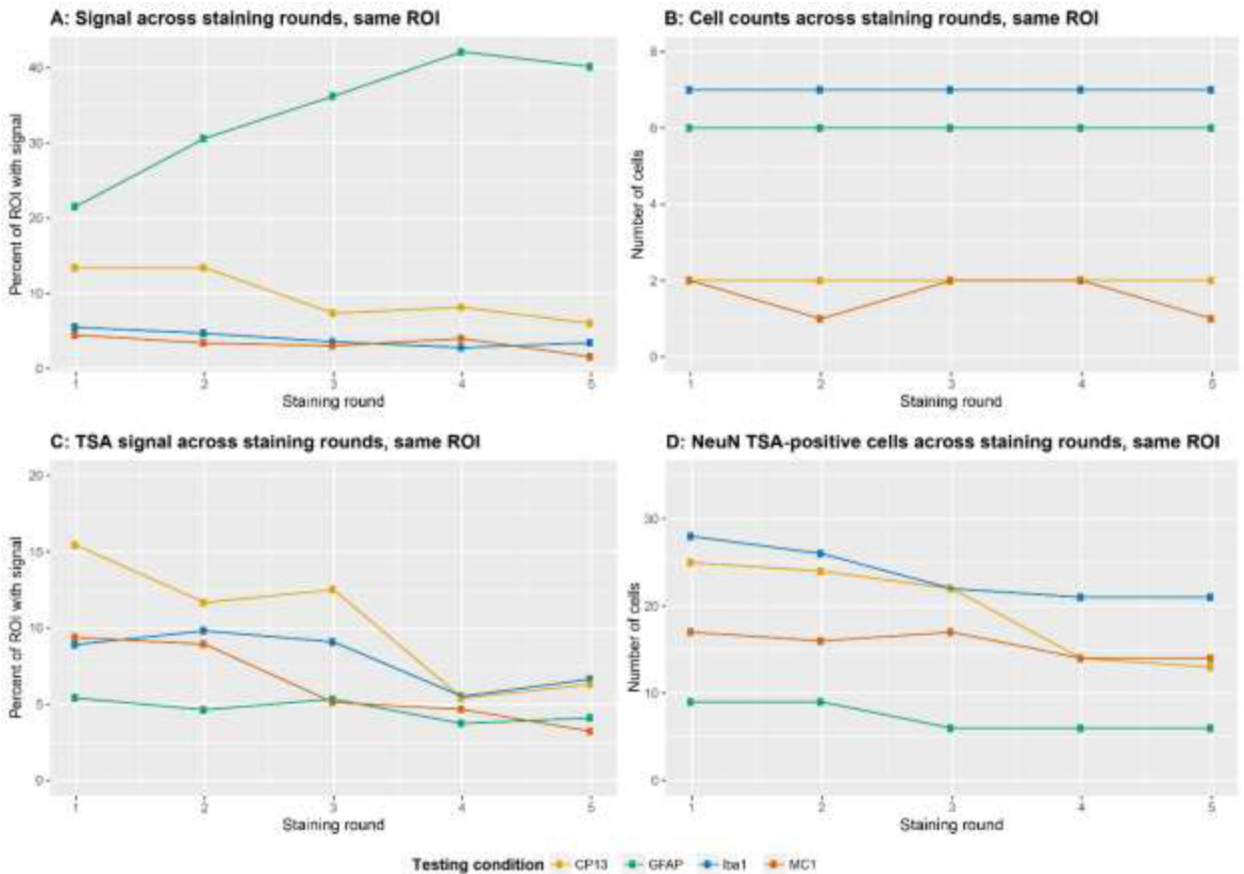 A: Signal across staining rounds, same ROI
Percent of ROI with signal
40
30
20
10
0
1 2 3 4 5
Staining round
B: Cell counts across staining rounds, same ROI
Number of cells
8
6
4
2
0
1 2 3 4 5
Staining round
C: TSA signal across staining rounds, same ROI
Percent of ROI with signal
20
15
10
5
0
1 2 3 4 5
Staining round
D: NeuN TSA-positive cells across staining rounds, same ROI
Number of cells
30
20
10
0
1 2 3 4 5
Staining round
Testing condition CP13 GFAP Iba1 MC1